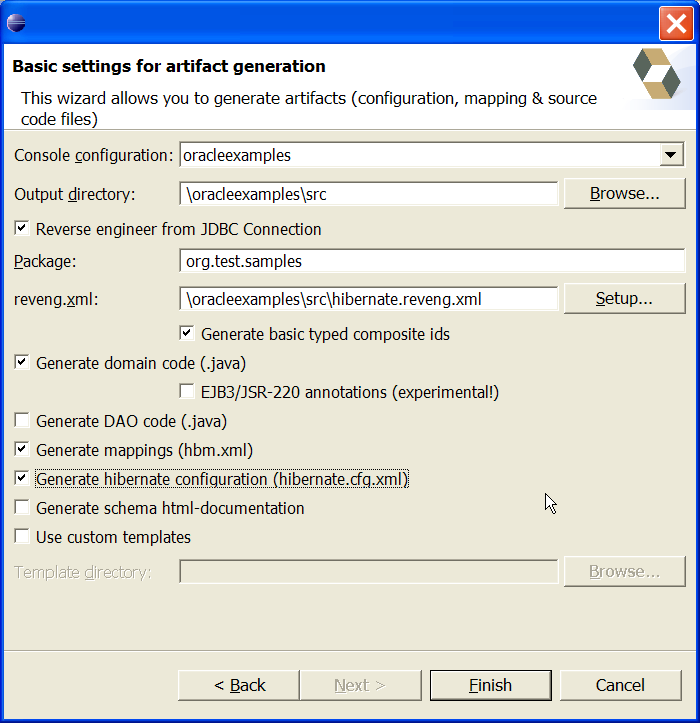 Basic settings for artifact generation
This wizard allows you to generate artifacts (configuration, mapping & source
code files)
Console configuration: oracleexamples
Output directory: \oracleexamples\src Browse...
Reverse engineer from JDBC Connection
Package: org.test.samples
reveng.xml: \oracleexamples\src\hibernate.reveng.xml Setup...
Generate basic typed composite ids
Generate domain code (.java)
EJB3/JSR-220 annotations (experimental!)
Generate DAO code (.java)
Generate mappings (hbm.xml)
Generate hibernate configuration (hibernate.cfg.xml)
Generate schema html-documentation
Use custom templates
Template directory: Browse...
< Back Next > Finish Cancel